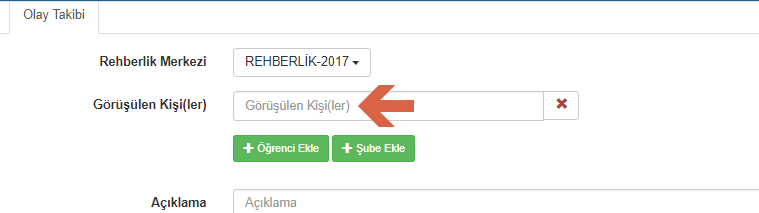 Olay Takibi
Rehberlik Merkezi REHBERLİK-2017
Görüşülen Kişi(ler) Görüşülen Kişi(ler)
Öğrenci Ekle Şube Ekle
Açıklama Açıklama